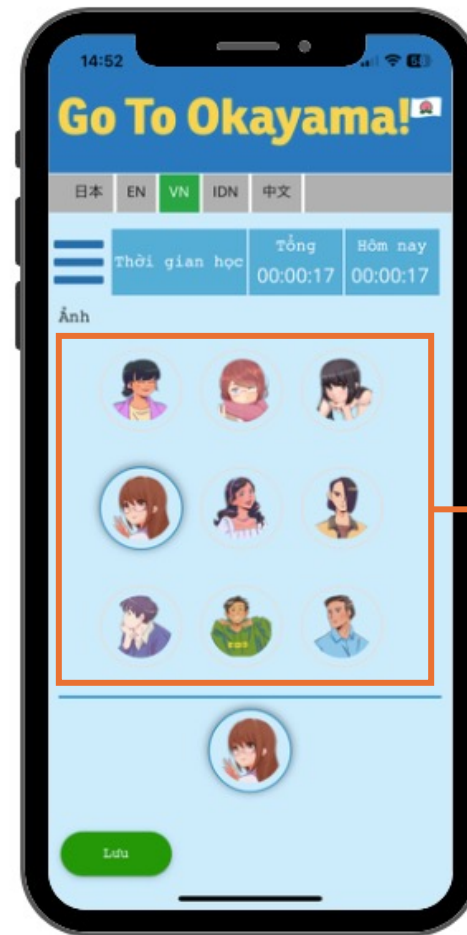 14:52
Go To Okayama!
日本 EN VN IDN 中文
Thời gian học
Tổng
00:00:17
Hôm nay
00:00:17
Ảnh
Lưu